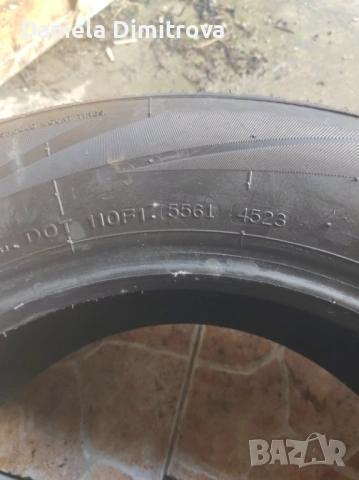 Daniela Dimitrova
DOT 110F1 5561 4523
BAZAR